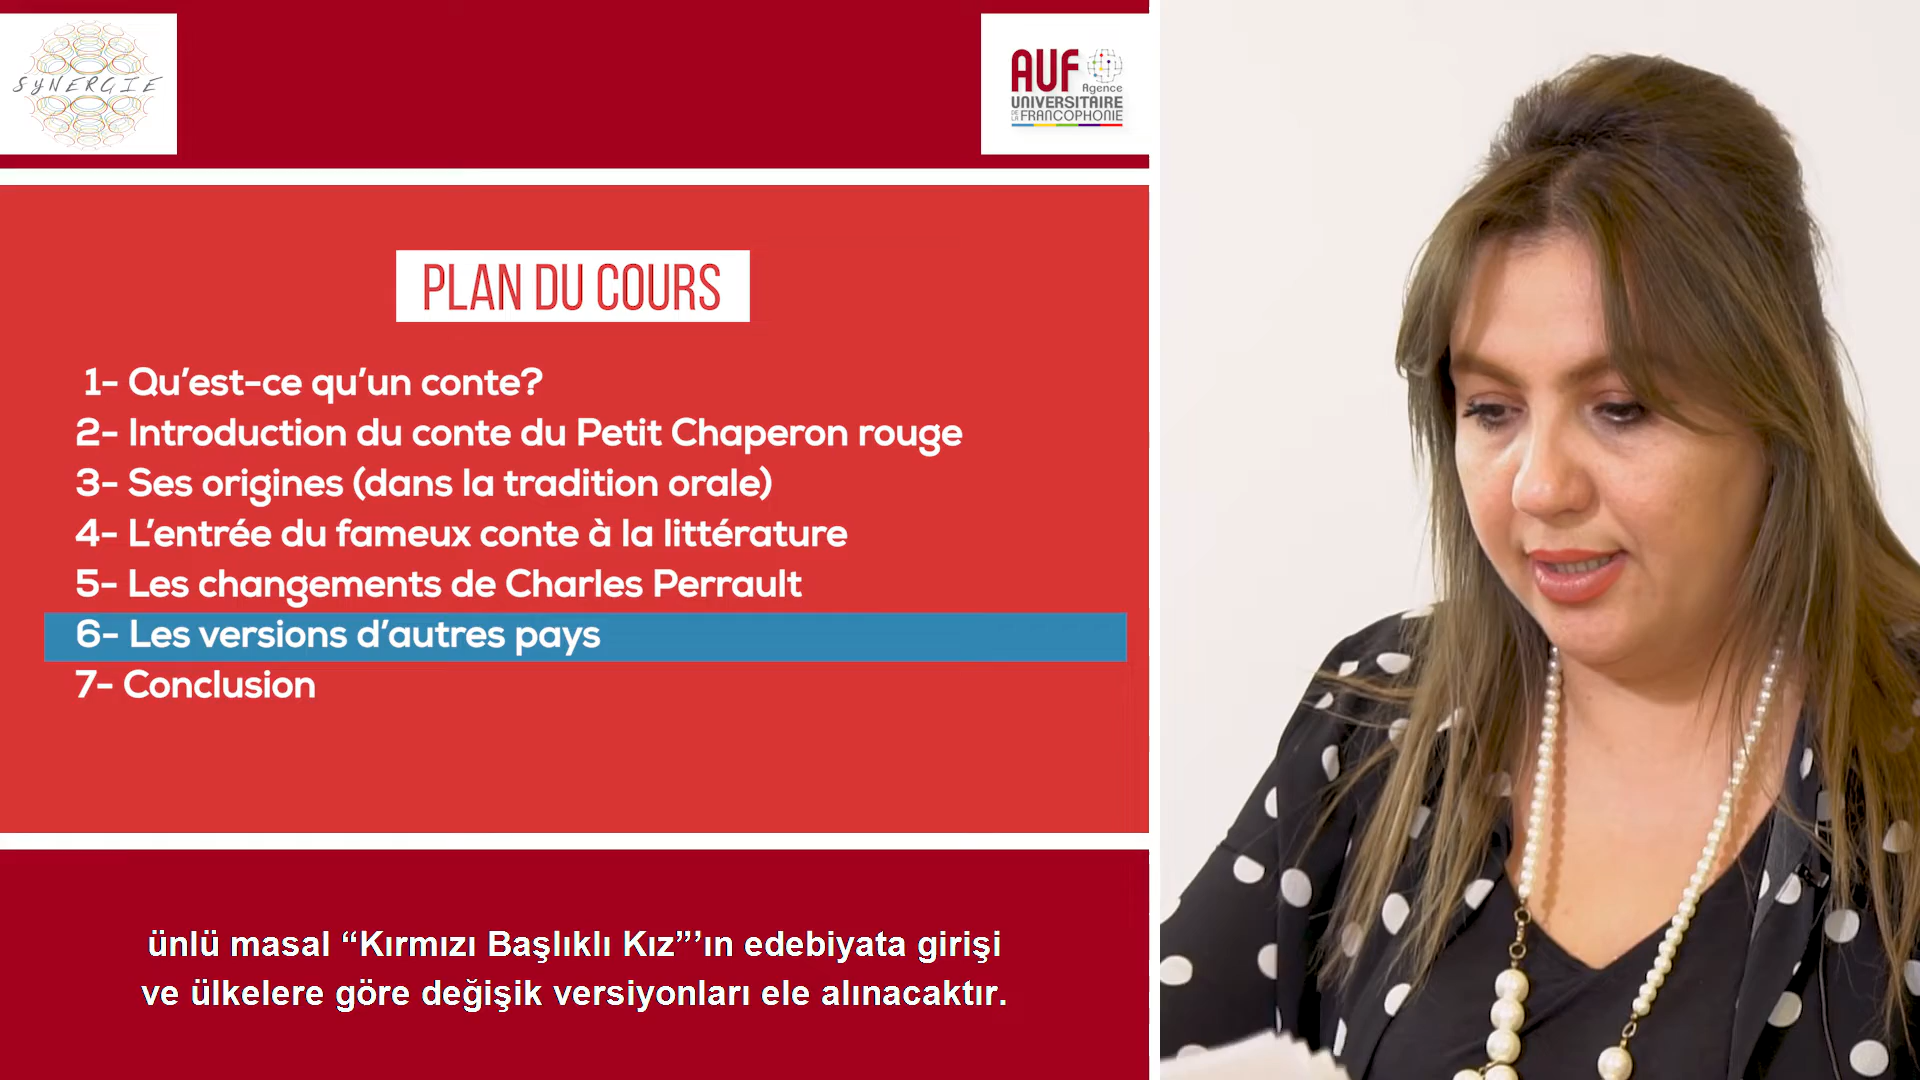 SYNERGIE
AUF
Agence
UNIVERSITAIRE
DE LA FRANCOPHONIE
PLAN DU COURS
1- Qu’est-ce qu’un conte?
2- Introduction du conte du Petit Chaperon rouge
3- Ses origines (dans la tradition orale)
4- L’entrée du fameux conte à la littérature
5- Les changements de Charles Perrault
6- Les versions d’autres pays
7- Conclusion
ünlü masal “Kırmızı Başlıklı Kız”’ın edebiyata girişi
ve ülkelere göre değişik versiyonları ele alınacaktır.